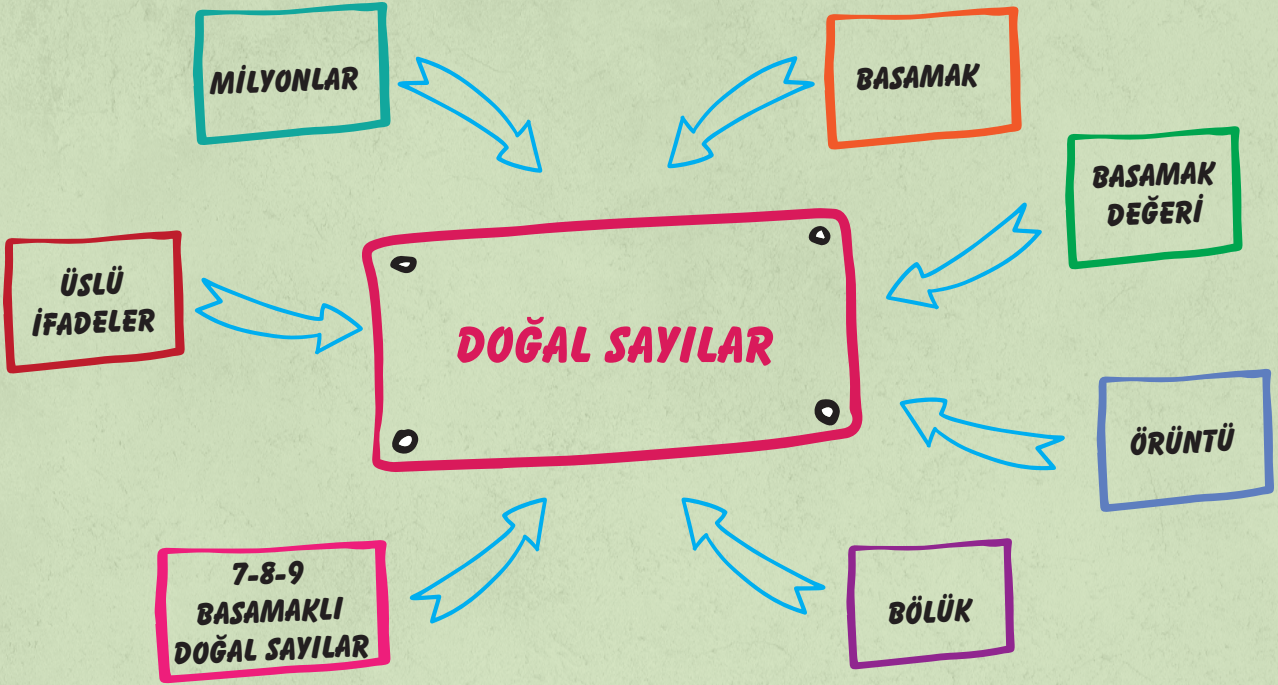 MİLYONLAR
BASAMAK
BASAMAK
DEĞERİ
ÜSLÜ
İFADELER
DOĞAL SAYILAR
ÖRÜNTÜ
7-8-9
BASAMAKLI
DOĞAL SAYILAR
BÖLÜK